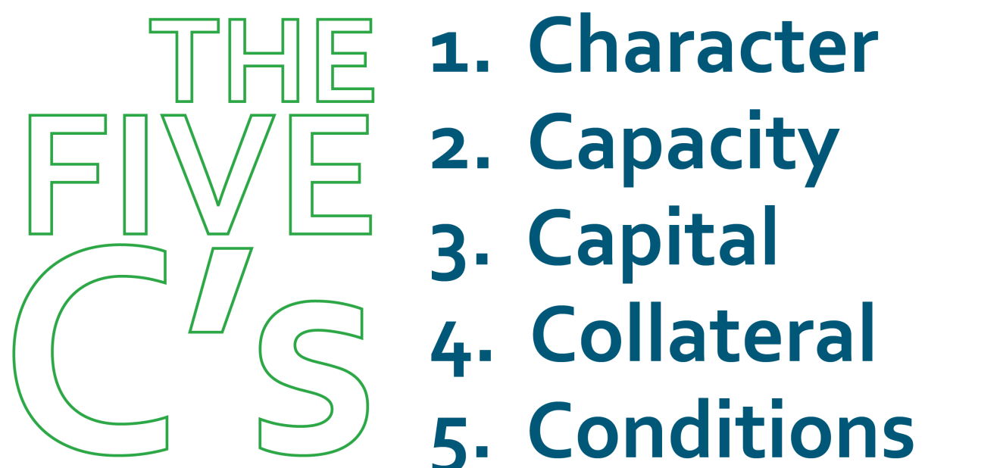 THE
FIVE
C's
1. Character
2. Capacity
3. Capital
4. Collateral
5. Conditions